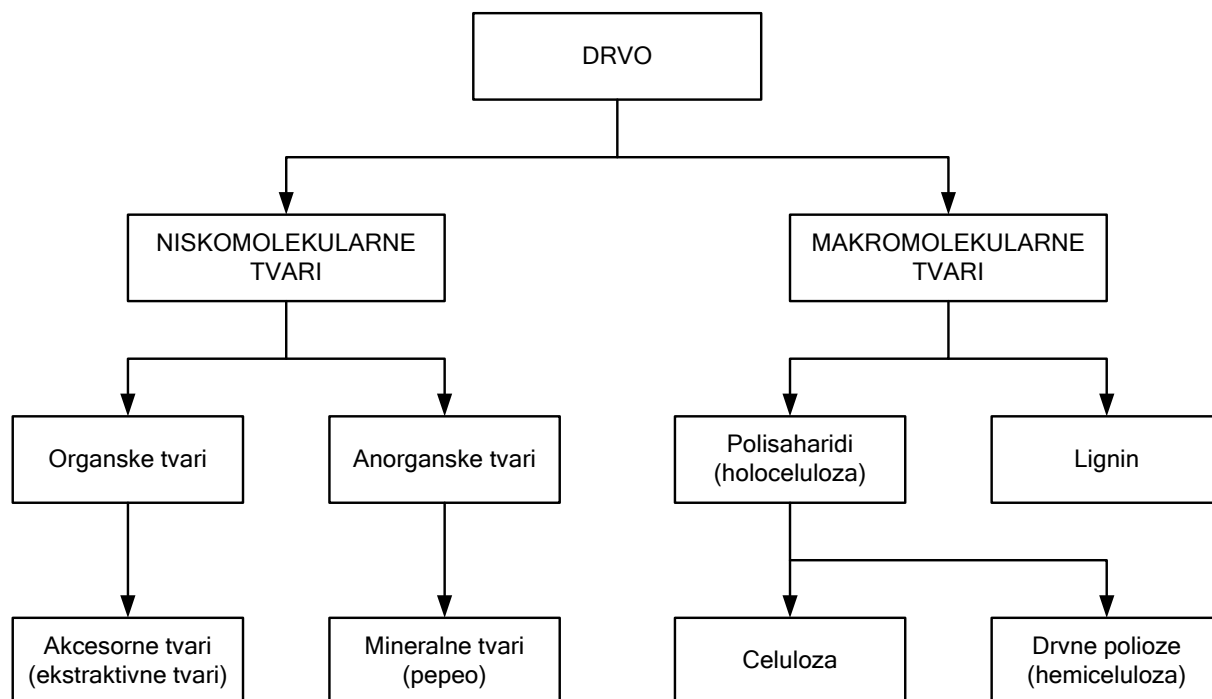 DRVO
NISKOMOLEKULARNE
TVARI
MAKROMOLEKULARNE
TVARI
Organske tvari
Anorganske tvari
Polisaharidi
(holoceluloza)
Lignin
Akcesorne tvari
(ekstraktivne tvari)
Mineralne tvari
(pepeo)
Celuloza
Drvne polioze
(hemiceluloza)